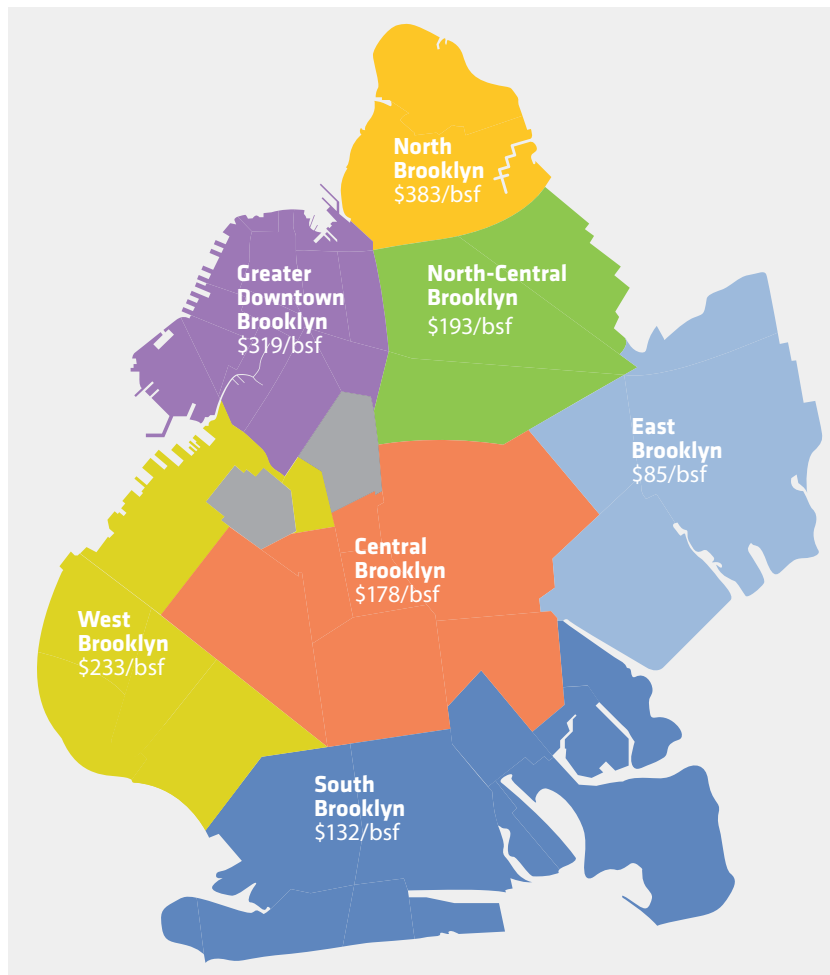 North
Brooklyn
$383/bsf
Greater
Downtown
Brooklyn
$319/bsf
North-Central
Brooklyn
$193/bsf
East
Brooklyn
$85/bsf
Central
Brooklyn
$178/bsf
West
Brooklyn
$233/bsf
South
Brooklyn
$132/bsf